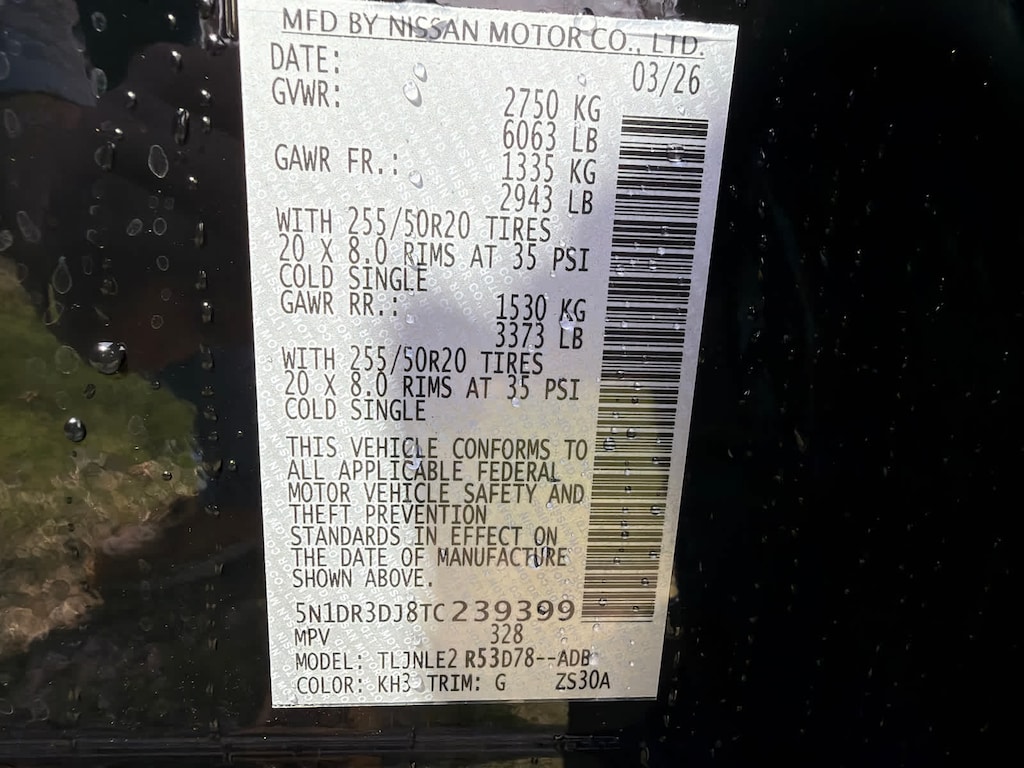 MFD BY NISSAN MOTOR CO., LTD.
DATE: 03/26
GVWR: 2750 KG
6063 LB
GAWR FR.: 1335 KG
2943 LB
WITH 255/50R20 TIRES
20 X 8.0 RIMS AT 35 PSI
COLD SINGLE
GAWR RR.: 1530 KG
3373 LB
WITH 255/50R20 TIRES
20 X 8.0 RIMS AT 35 PSI
COLD SINGLE
THIS VEHICLE CONFORMS TO
ALL APPLICABLE FEDERAL
MOTOR VEHICLE SAFETY AND
THEFT PREVENTION
STANDARDS IN EFFECT ON
THE DATE OF MANUFACTURE
SHOWN ABOVE.
5N1DR3DJ8TC239399
MPV 328
MODEL: TLJNLE2 R53D78--ADB
COLOR: KH3 TRIM: G ZS30A